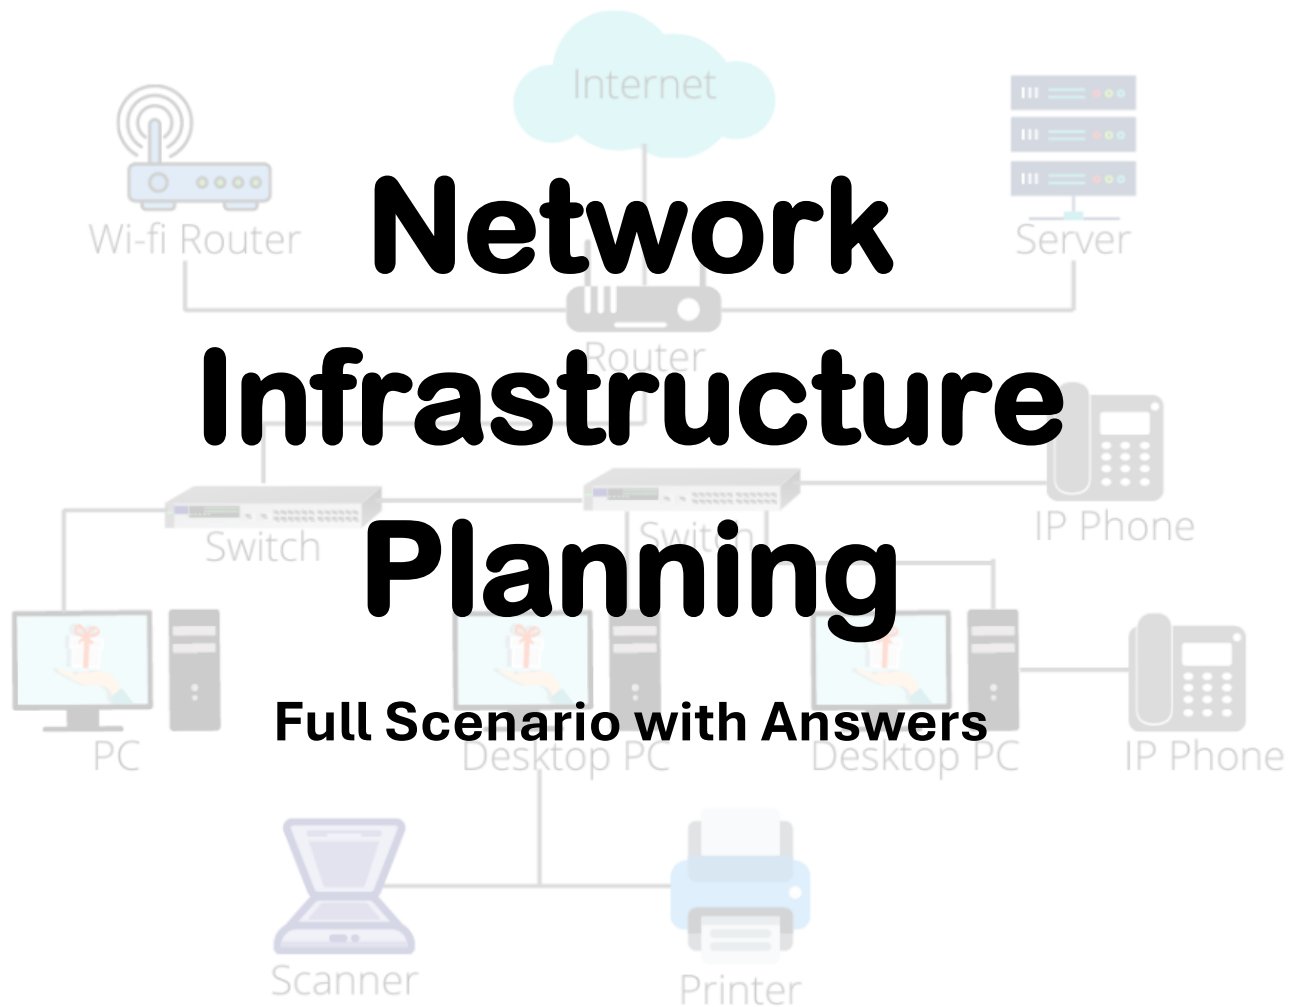 Internet
Wi-fi Router
Server
Network
Router
Infrastructure
IP Phone
Switch
Switch
Planning
Full Scenario with Answers
PC
Desktop PC
Desktop PC
IP Phone
Scanner
Printer